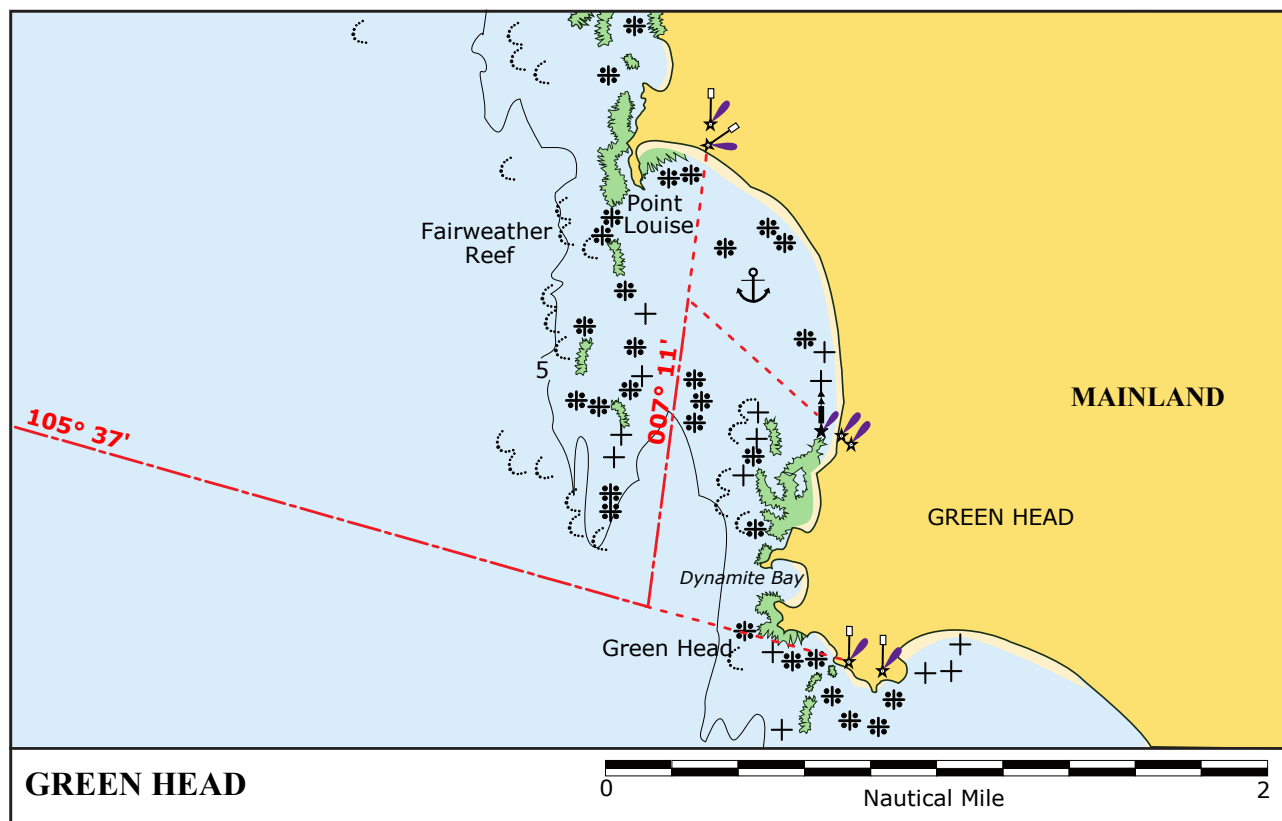 Point
Louise
Fairweather
Reef
5
007° 11'
MAINLAND
105° 37'
GREEN HEAD
Dynamite Bay
Green Head
GREEN HEAD
0
2
Nautical Mile